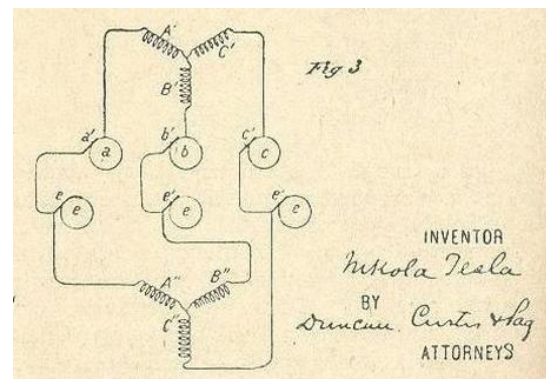 A' C'
Fig 3
B'
a' a b' b c' c
e e e' e e' e
INVENTOR
Nikola Tesla
A" B"
BY
C" Duncan, Curtis & Page
ATTORNEYS